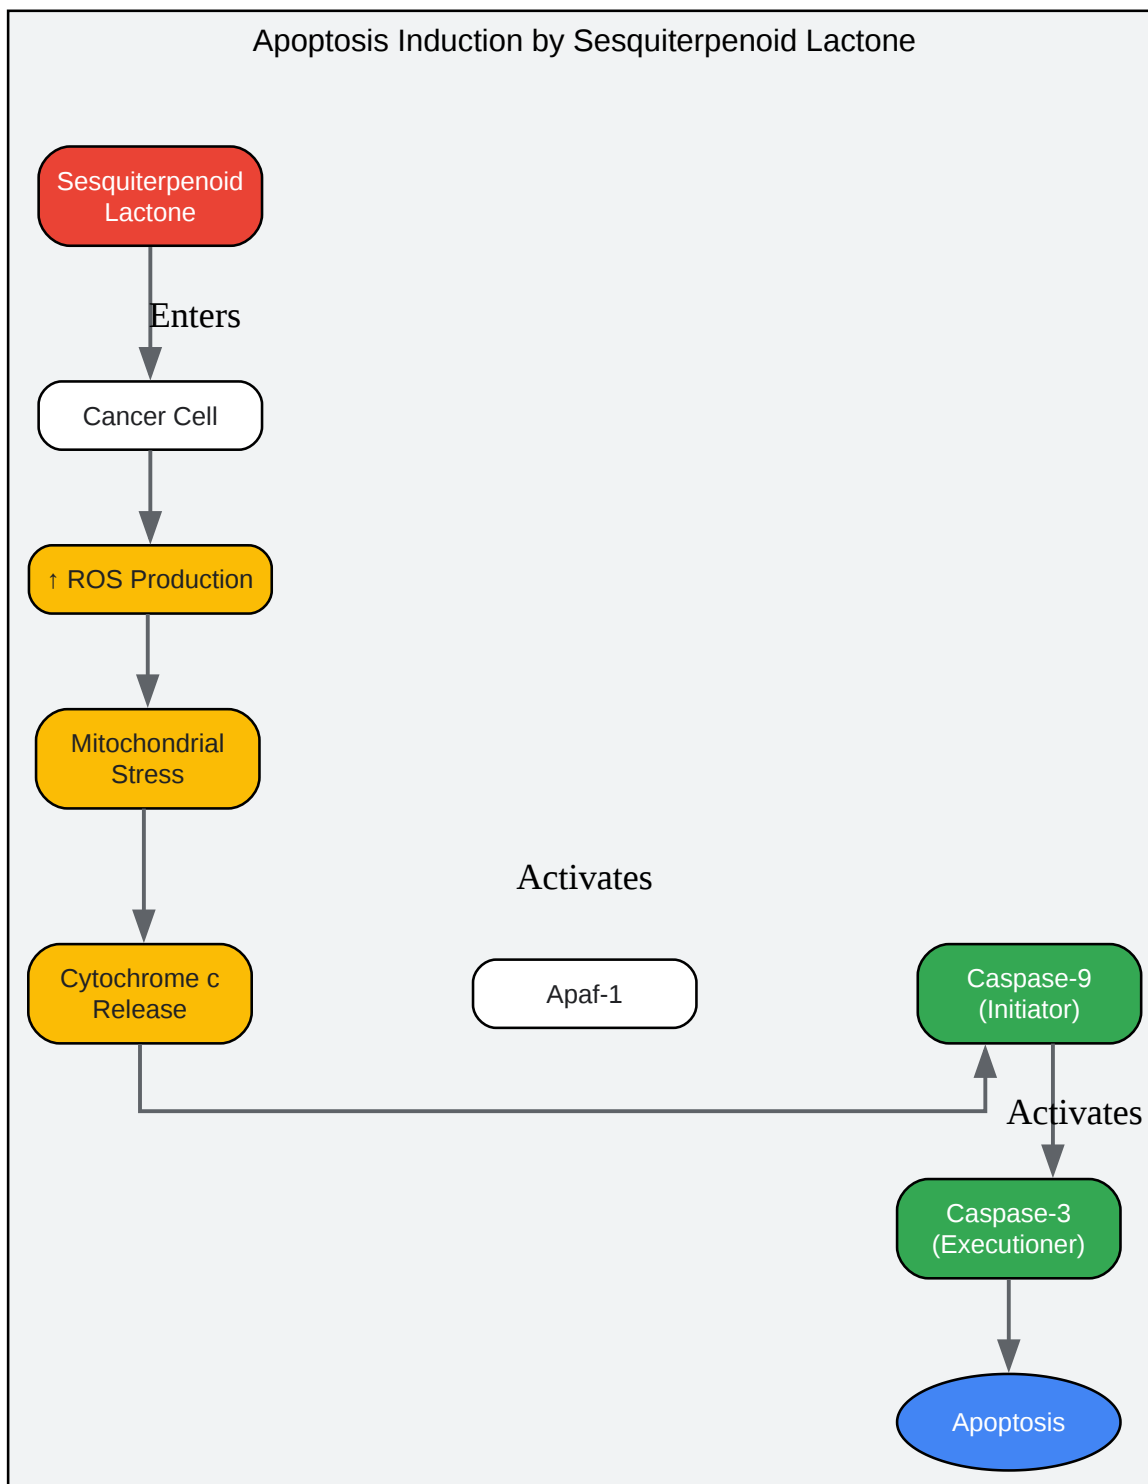 Apoptosis Induction by Sesquiterpenoid Lactone
Sesquiterpenoid
Lactone
Enters
Cancer Cell
↑ ROS Production
Mitochondrial
Stress
Activates
Cytochrome c
Release
Apaf-1
Caspase-9
(Initiator)
Activates
Caspase-3
(Executioner)
Apoptosis